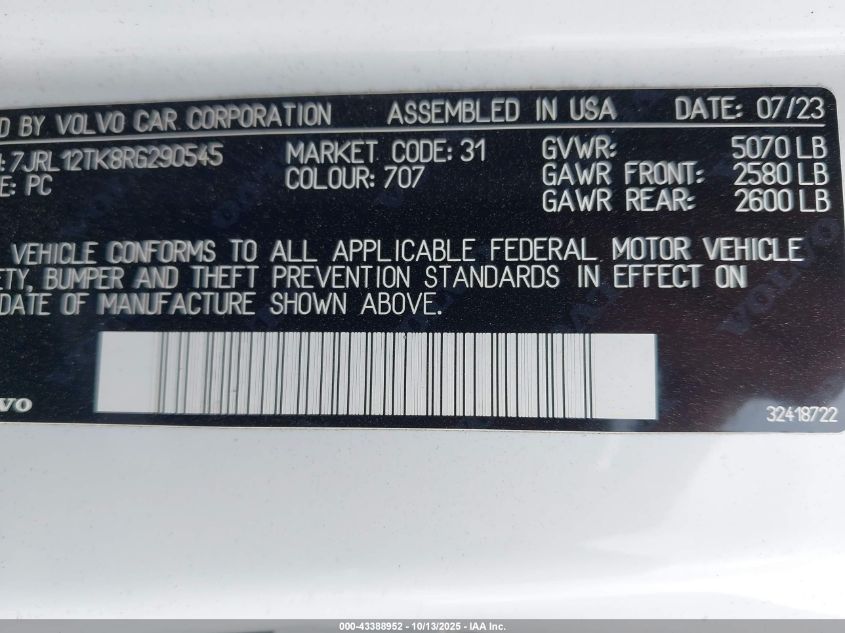 D BY VOLVO CAR CORPORATION ASSEMBLED IN USA DATE: 07/23
: 7JRL12TK8RG290545 MARKET CODE: 31 GVWR: 5070 LB
E: PC COLOUR: 707 GAWR FRONT: 2580 LB
GAWR REAR: 2600 LB
VEHICLE CONFORMS TO ALL APPLICABLE FEDERAL MOTOR VEHICLE
ETY, BUMPER AND THEFT PREVENTION STANDARDS IN EFFECT ON
DATE OF MANUFACTURE SHOWN ABOVE.
VO
32418722
VOLVO
000-43388952 - 10/13/2025 - IAA Inc.